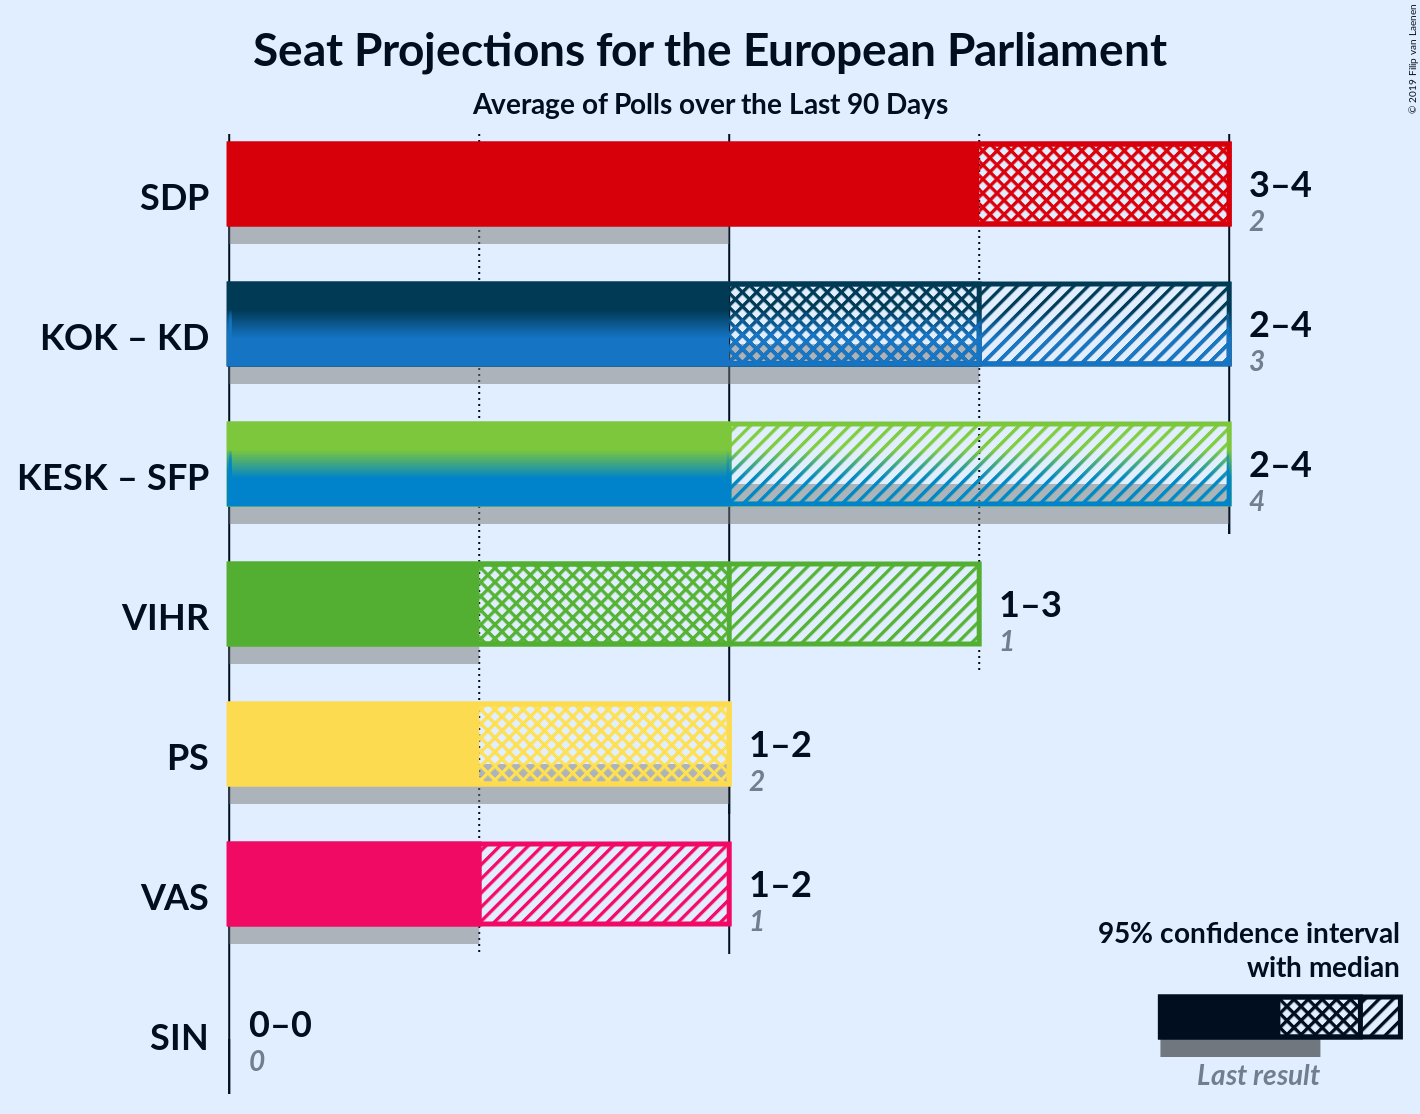 Seat Projections for the European Parliament
Average of Polls over the Last 90 Days
© 2019 Filip van Laenen
SDP
3–4
2
KOK – KD
2–4
3
KESK – SFP
2–4
4
VIHR
1–3
1
PS
1–2
2
VAS
1–2
1
SIN
0–0
0
95% confidence interval
with median
Last result